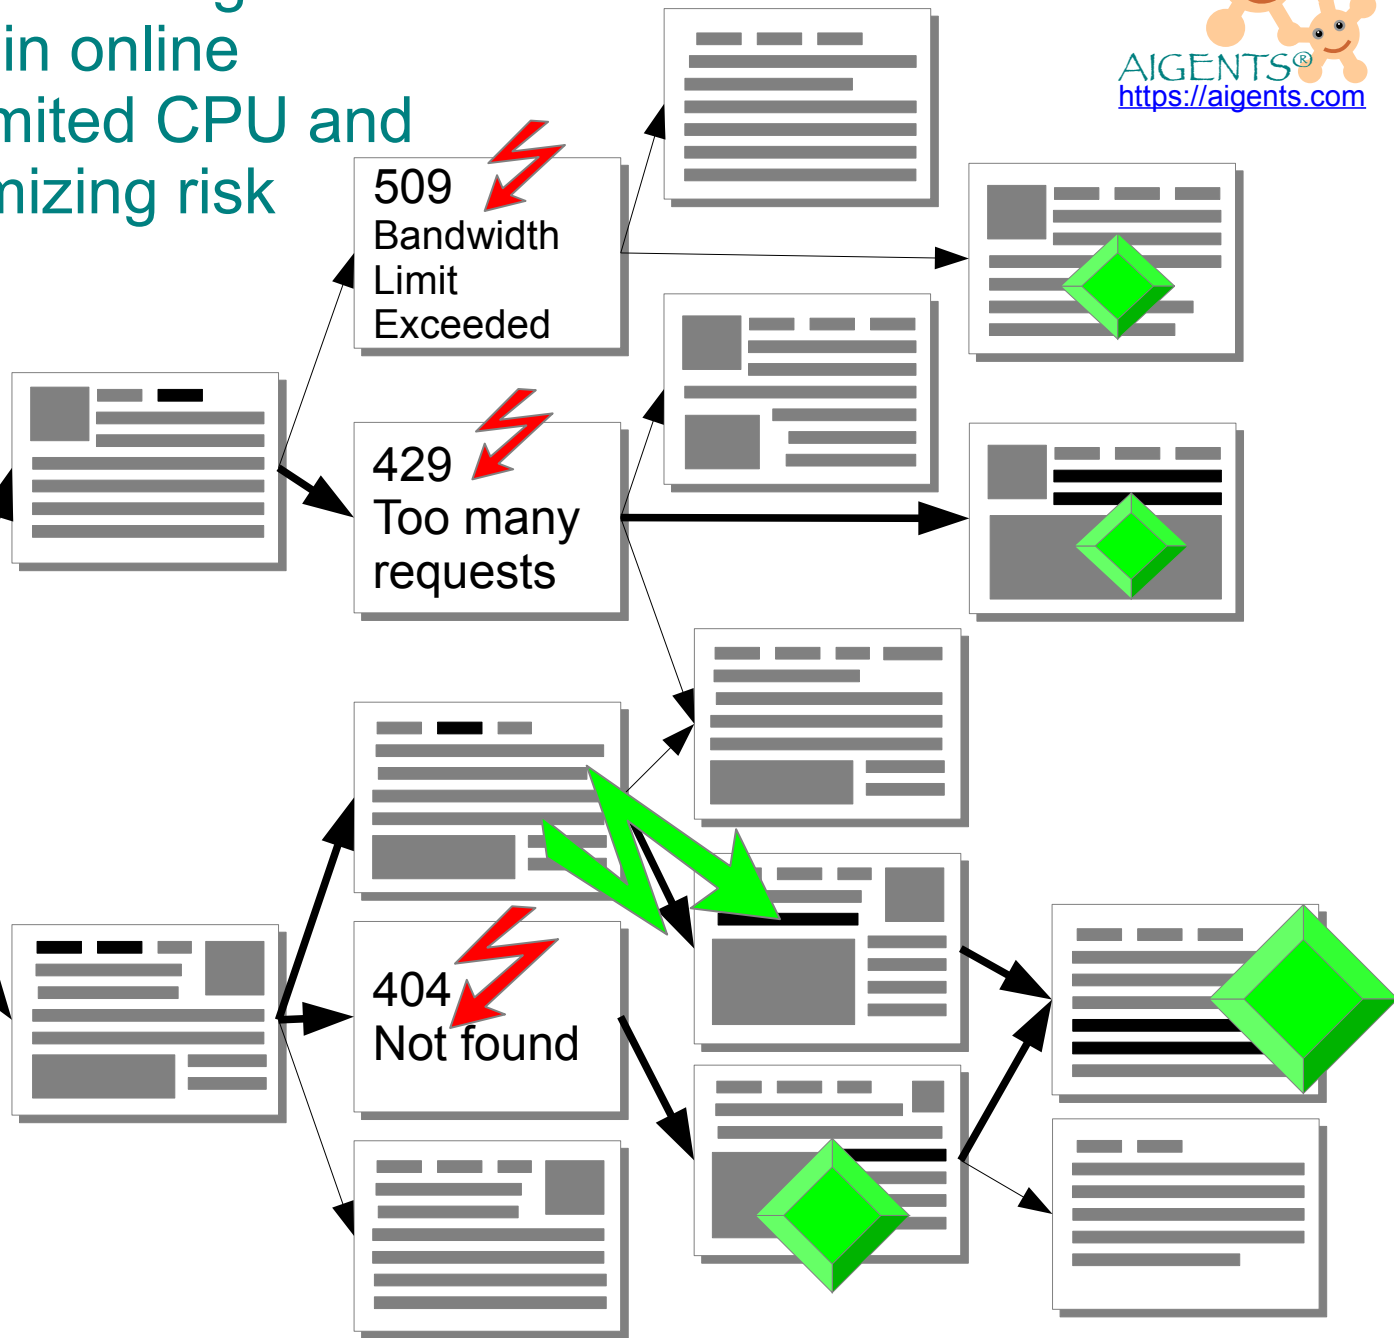 in online
mited CPU and
mizing risk
AIGENTS®
https://aigents.com
509
Bandwidth
Limit
Exceeded
429
Too many
requests
404
Not found